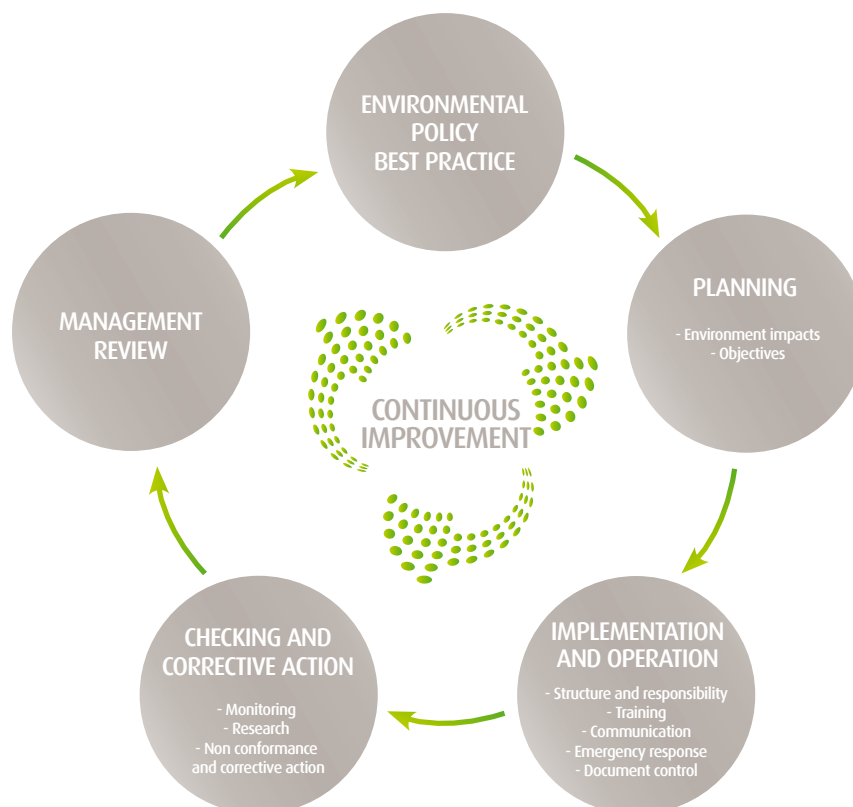 ENVIRONMENTAL
POLICY
BEST PRACTICE
PLANNING
- Environment impacts
- Objectives
IMPLEMENTATION
AND OPERATION
- Structure and responsibility
- Training
- Communication
- Emergency response
- Document control
CHECKING AND
CORRECTIVE ACTION
- Monitoring
- Research
- Non conformance
and corrective action
MANAGEMENT
REVIEW
CONTINUOUS
IMPROVEMENT